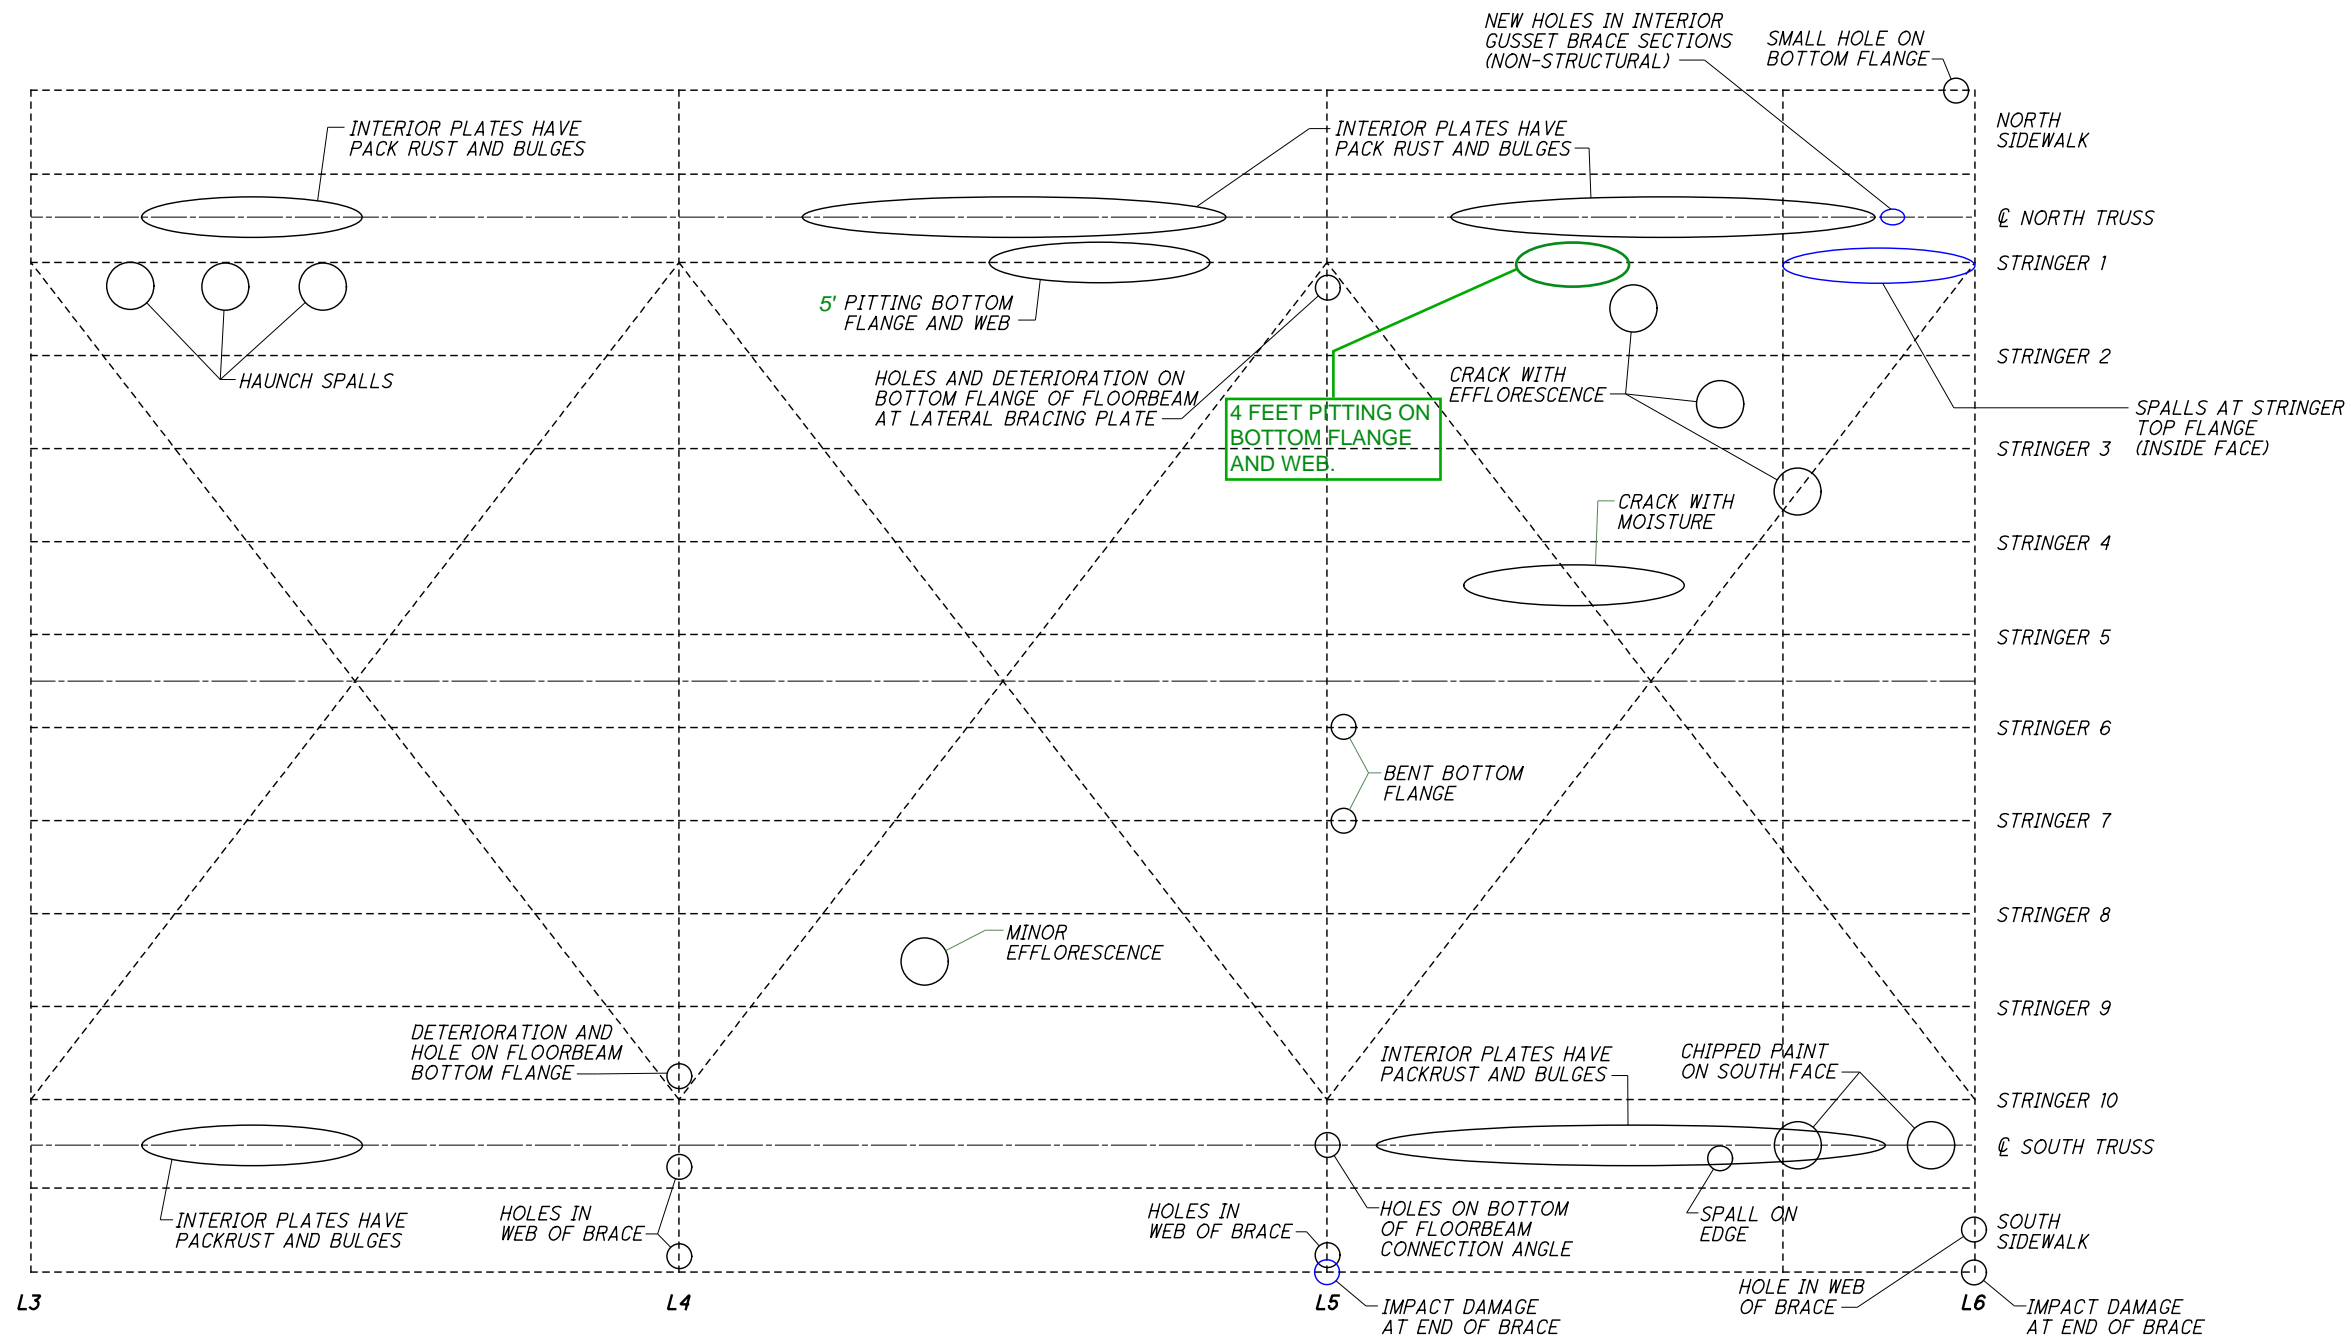 NEW HOLES IN INTERIOR
GUSSET BRACE SECTIONS
(NON-STRUCTURAL)
SMALL HOLE ON
BOTTOM FLANGE
INTERIOR PLATES HAVE
PACK RUST AND BULGES
INTERIOR PLATES HAVE
PACK RUST AND BULGES
NORTH
SIDEWALK
℄ NORTH TRUSS
STRINGER 1
5' PITTING BOTTOM
FLANGE AND WEB
STRINGER 2
HAUNCH SPALLS
HOLES AND DETERIORATION ON
BOTTOM FLANGE OF FLOORBEAM
AT LATERAL BRACING PLATE
CRACK WITH
EFFLORESCENCE
4 FEET PITTING ON
BOTTOM FLANGE
AND WEB.
SPALLS AT STRINGER
TOP FLANGE
(INSIDE FACE)
STRINGER 3
CRACK WITH
MOISTURE
STRINGER 4
STRINGER 5
STRINGER 6
BENT BOTTOM
FLANGE
STRINGER 7
STRINGER 8
MINOR
EFFLORESCENCE
STRINGER 9
DETERIORATION AND
HOLE ON FLOORBEAM
BOTTOM FLANGE
INTERIOR PLATES HAVE
PACKRUST AND BULGES
CHIPPED PAINT
ON SOUTH FACE
STRINGER 10
℄ SOUTH TRUSS
INTERIOR PLATES HAVE
PACKRUST AND BULGES
HOLES IN
WEB OF BRACE
HOLES IN
WEB OF BRACE
HOLES ON BOTTOM
OF FLOORBEAM
CONNECTION ANGLE
SPALL ON
EDGE
SOUTH
SIDEWALK
HOLE IN WEB
OF BRACE
L3
L4
L5
L6
IMPACT DAMAGE
AT END OF BRACE
IMPACT DAMAGE
AT END OF BRACE